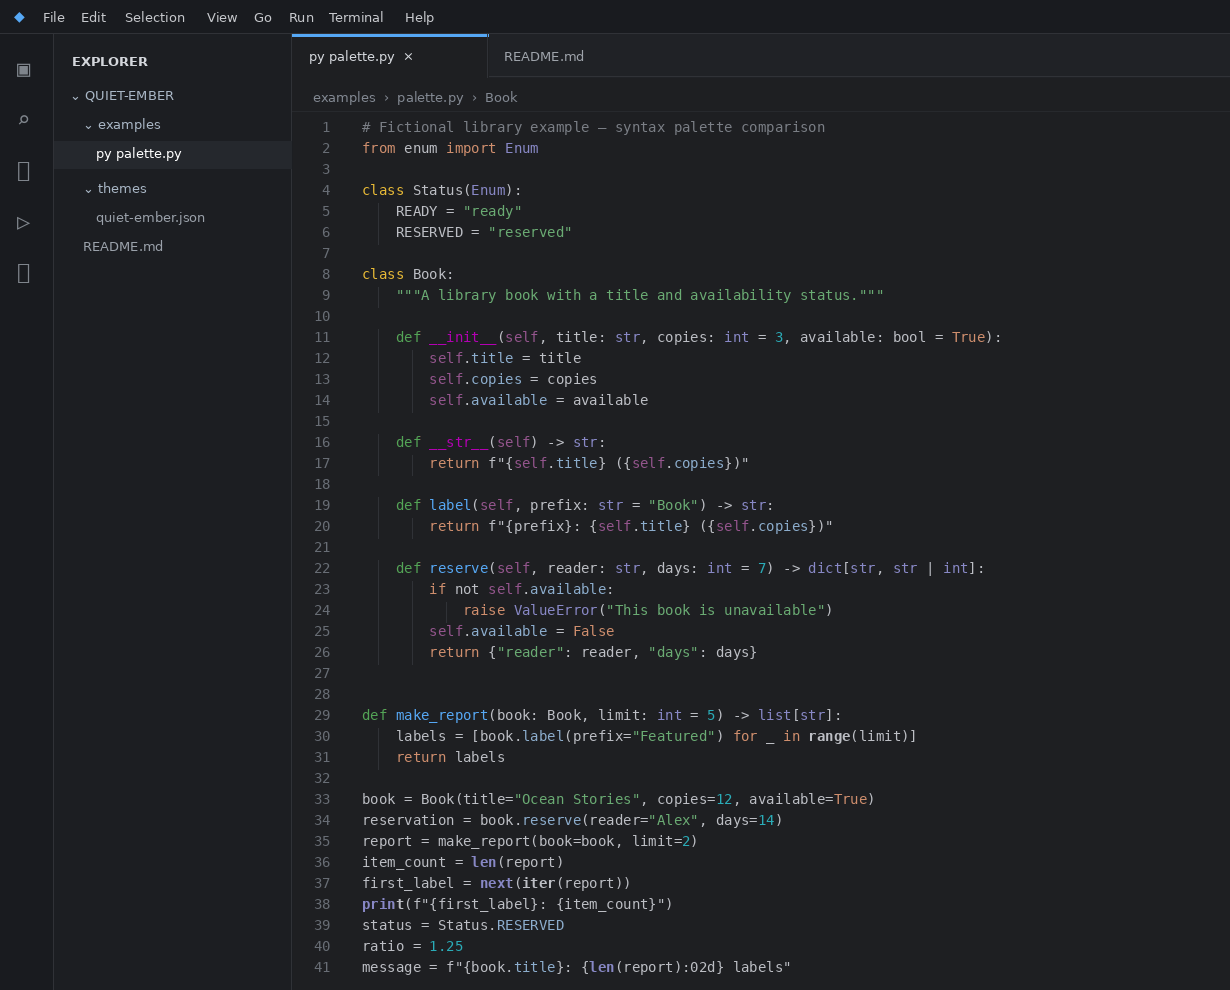 File Edit Selection View Go Run Terminal Help
EXPLORER
QUIET-EMBER
examples
py palette.py
themes
quiet-ember.json
README.md
py palette.py × README.md
examples › palette.py › Book
1 # Fictional library example — syntax palette comparison
2 from enum import Enum
3
4 class Status(Enum):
5     READY = "ready"
6     RESERVED = "reserved"
7
8 class Book:
9     """A library book with a title and availability status."""
10
11     def __init__(self, title: str, copies: int = 3, available: bool = True):
12         self.title = title
13         self.copies = copies
14         self.available = available
15
16     def __str__(self) -> str:
17         return f"{self.title} ({self.copies})"
18
19     def label(self, prefix: str = "Book") -> str:
20         return f"{prefix}: {self.title} ({self.copies})"
21
22     def reserve(self, reader: str, days: int = 7) -> dict[str, str | int]:
23         if not self.available:
24             raise ValueError("This book is unavailable")
25         self.available = False
26         return {"reader": reader, "days": days}
27
28
29 def make_report(book: Book, limit: int = 5) -> list[str]:
30     labels = [book.label(prefix="Featured") for _ in range(limit)]
31     return labels
32
33 book = Book(title="Ocean Stories", copies=12, available=True)
34 reservation = book.reserve(reader="Alex", days=14)
35 report = make_report(book=book, limit=2)
36 item_count = len(report)
37 first_label = next(iter(report))
38 print(f"{first_label}: {item_count}")
39 status = Status.RESERVED
40 ratio = 1.25
41 message = f"{book.title}: {len(report):02d} labels"